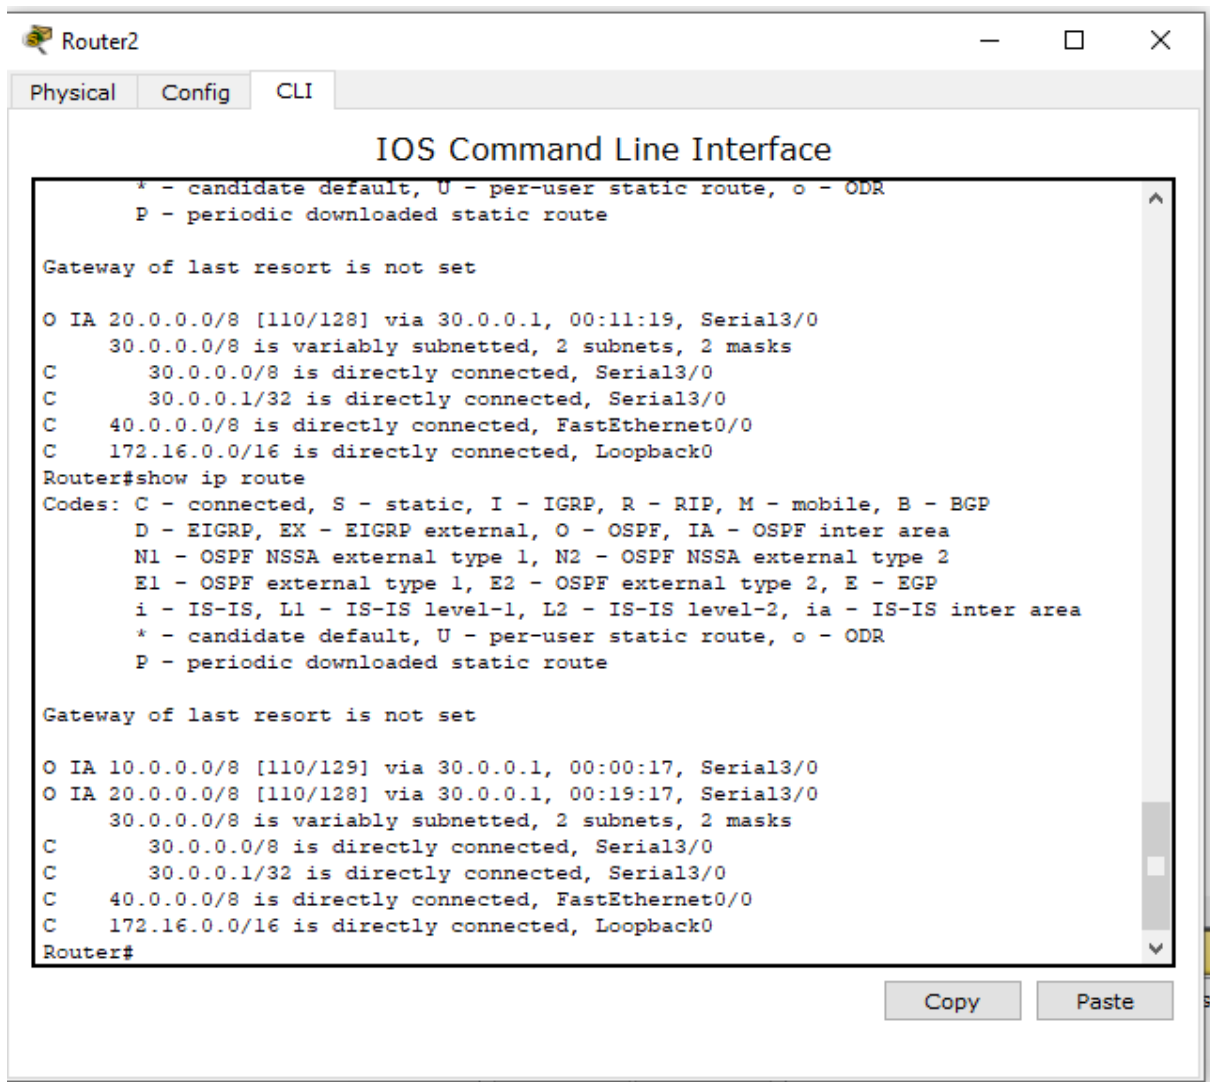 Router2
Physical Config CLI
IOS Command Line Interface
* - candidate default, U - per-user static route, o - ODR
P - periodic downloaded static route
Gateway of last resort is not set
O IA 20.0.0.0/8 [110/128] via 30.0.0.1, 00:11:19, Serial3/0
30.0.0.0/8 is variably subnetted, 2 subnets, 2 masks
C 30.0.0.0/8 is directly connected, Serial3/0
C 30.0.0.1/32 is directly connected, Serial3/0
C 40.0.0.0/8 is directly connected, FastEthernet0/0
C 172.16.0.0/16 is directly connected, Loopback0
Router#show ip route
Codes: C - connected, S - static, I - IGRP, R - RIP, M - mobile, B - BGP
D - EIGRP, EX - EIGRP external, O - OSPF, IA - OSPF inter area
N1 - OSPF NSSA external type 1, N2 - OSPF NSSA external type 2
E1 - OSPF external type 1, E2 - OSPF external type 2, E - EGP
i - IS-IS, L1 - IS-IS level-1, L2 - IS-IS level-2, ia - IS-IS inter area
* - candidate default, U - per-user static route, o - ODR
P - periodic downloaded static route
Gateway of last resort is not set
O IA 10.0.0.0/8 [110/129] via 30.0.0.1, 00:00:17, Serial3/0
O IA 20.0.0.0/8 [110/128] via 30.0.0.1, 00:19:17, Serial3/0
30.0.0.0/8 is variably subnetted, 2 subnets, 2 masks
C 30.0.0.0/8 is directly connected, Serial3/0
C 30.0.0.1/32 is directly connected, Serial3/0
C 40.0.0.0/8 is directly connected, FastEthernet0/0
C 172.16.0.0/16 is directly connected, Loopback0
Router#
Copy Paste